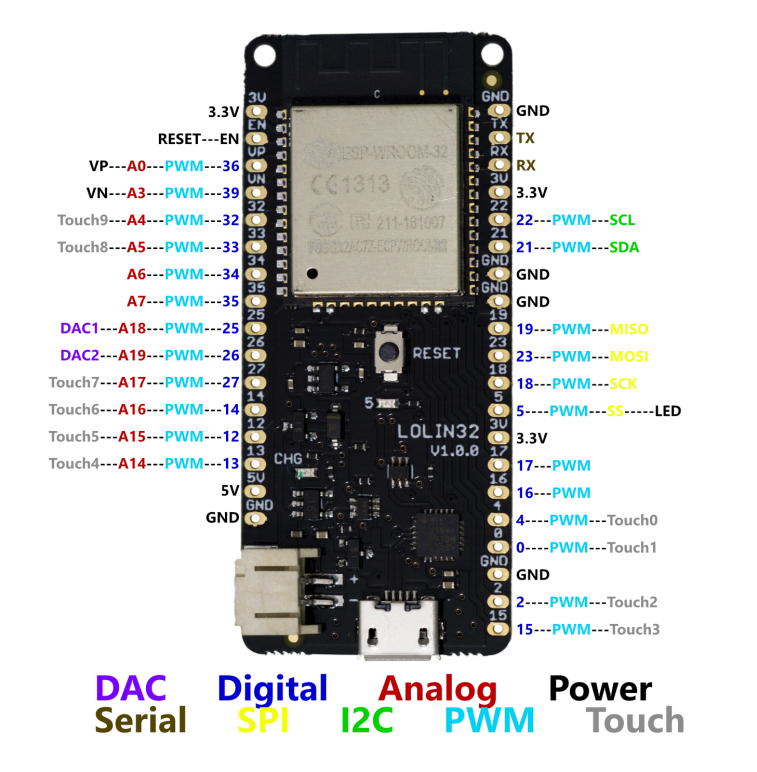 C
3V
3.3V
EN
RESET---EN
VP
VP---A0---PWM---36
VN
VN---A3---PWM---39
32
Touch9---A4---PWM---32
33
Touch8---A5---PWM---33
34
A6---PWM---34
35
A7---PWM---35
25
DAC1---A18---PWM---25
26
DAC2---A19---PWM---26
27
Touch7---A17---PWM---27
14
Touch6---A16---PWM---14
12
Touch5---A15---PWM---12
13
Touch4---A14---PWM---13
5V
5V
GND
GND
ESP-WROOM-32
CE1313
R 211-161007
RESET
5
LOLIN32
V1.0.0
CHG
+
-
GND
GND
TX
TX
RX
RX
3V
3.3V
22
22---PWM---SCL
21
21---PWM---SDA
GND
GND
GND
GND
19
19---PWM---MISO
23
23---PWM---MOSI
18
18---PWM---SCK
5
5----PWM---SS-----LED
3V
3.3V
17
17---PWM
16
16---PWM
4
4----PWM---Touch0
0
0----PWM---Touch1
GND
GND
2
2----PWM---Touch2
15
15---PWM---Touch3
DAC Digital Analog Power
Serial SPI I2C PWM Touch